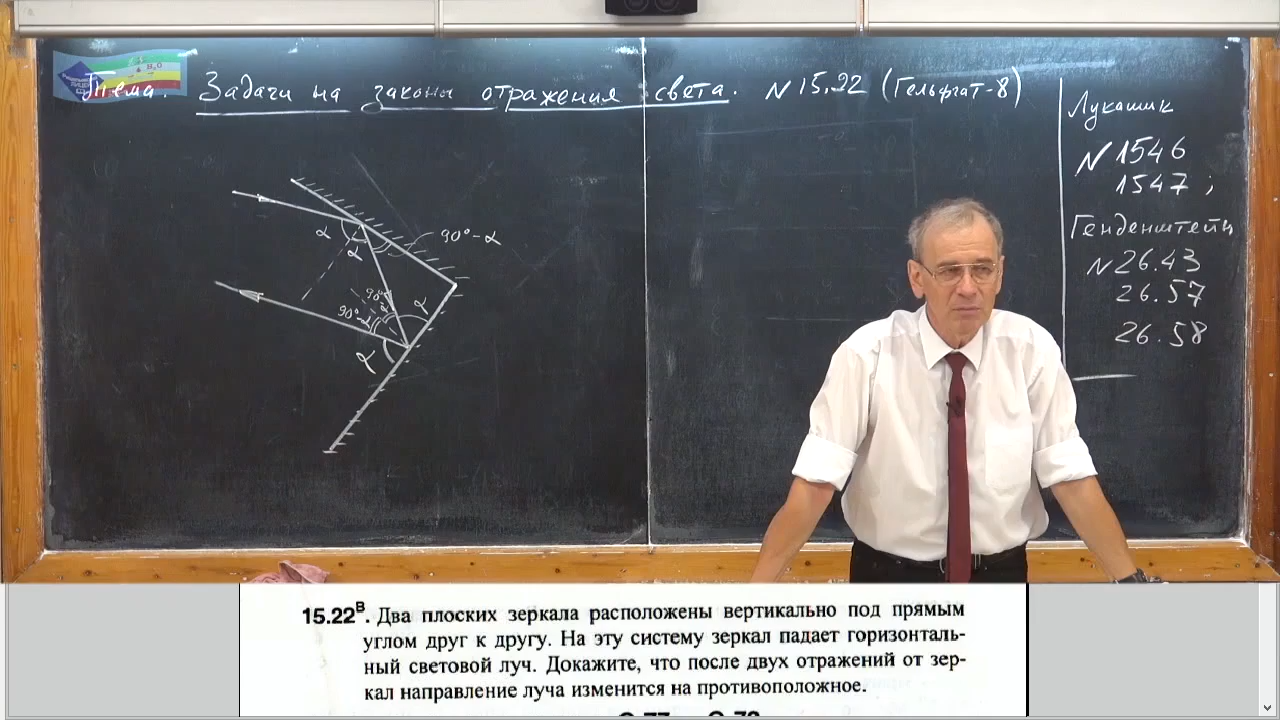 Тема. Задачи на законы отражения света. N 15.22 (Гельфгат-8)
Лукашик
N 1546
1547 ;
Генденштейн
N 26.43
26.57
26.58
90° - α
α
α
90° - α
90° - α
α
α
H₂O
15.22ᴮ. Два плоских зеркала расположены вертикально под прямым
углом друг к другу. На эту систему зеркал падает горизонталь-
ный световой луч. Докажите, что после двух отражений от зер-
кал направление луча изменится на противоположное.